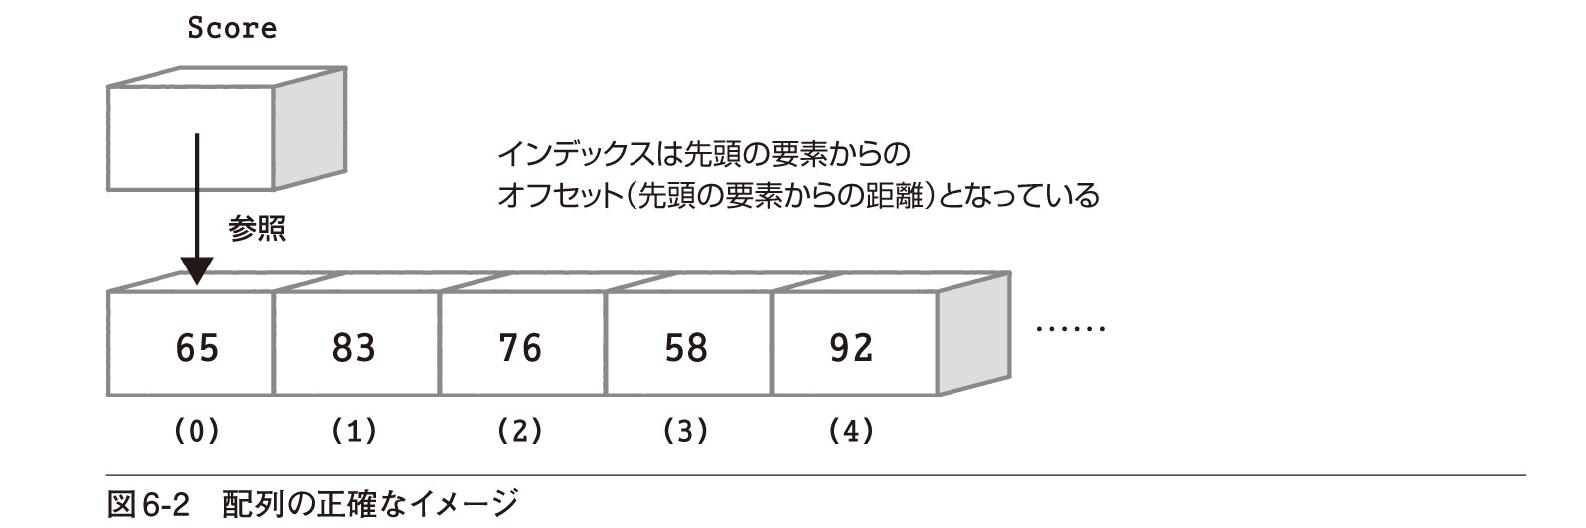 Score
インデックスは先頭の要素からの
オフセット(先頭の要素からの距離)となっている
参照
65 83 76 58 92 ……
(0) (1) (2) (3) (4)
図6-2 配列の正確なイメージ